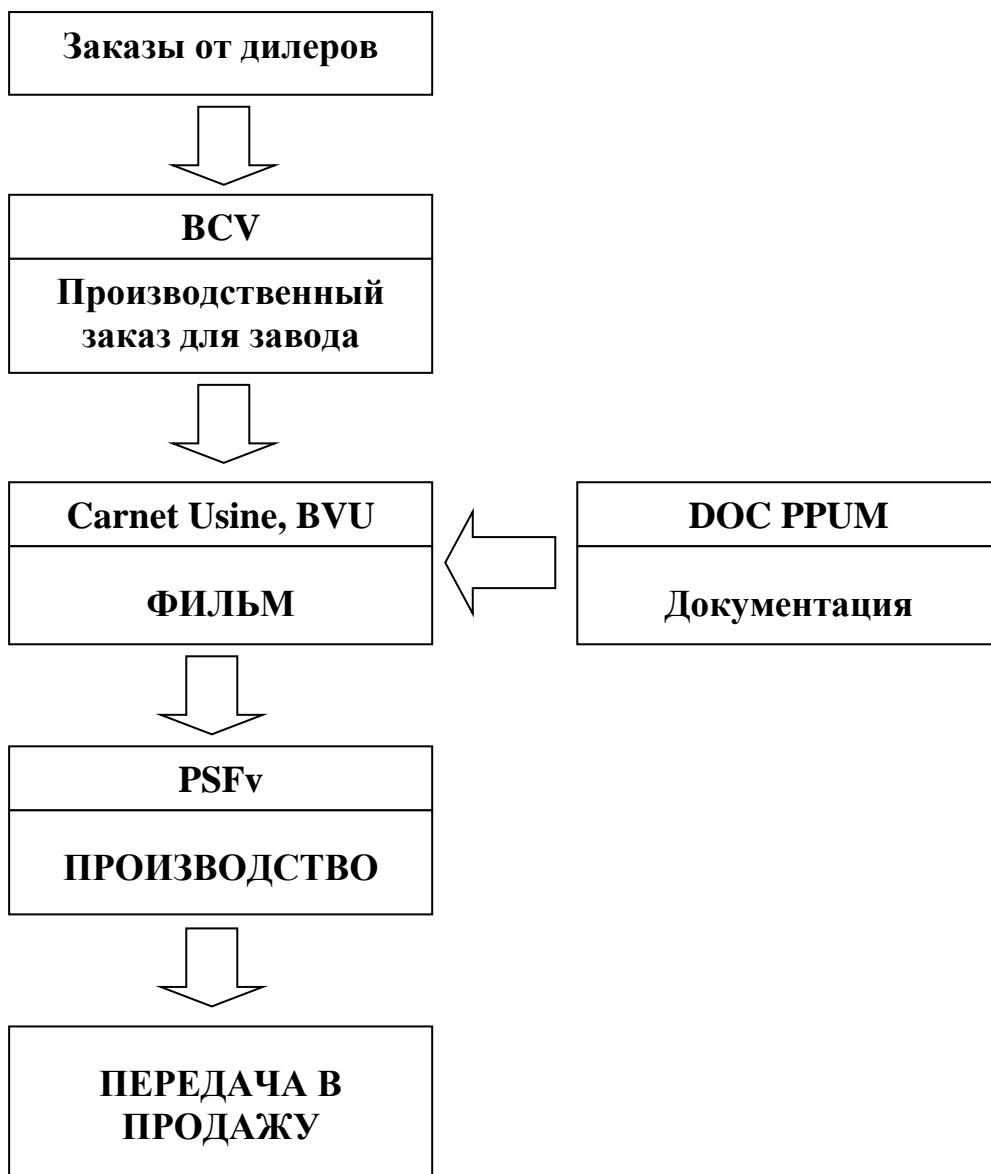 Заказы от дилеров
BCV
Производственный
заказ для завода
Carnet Usine, BVU
ФИЛЬМ
DOC PPUM
Документация
PSFv
ПРОИЗВОДСТВО
ПЕРЕДАЧА В
ПРОДАЖУ